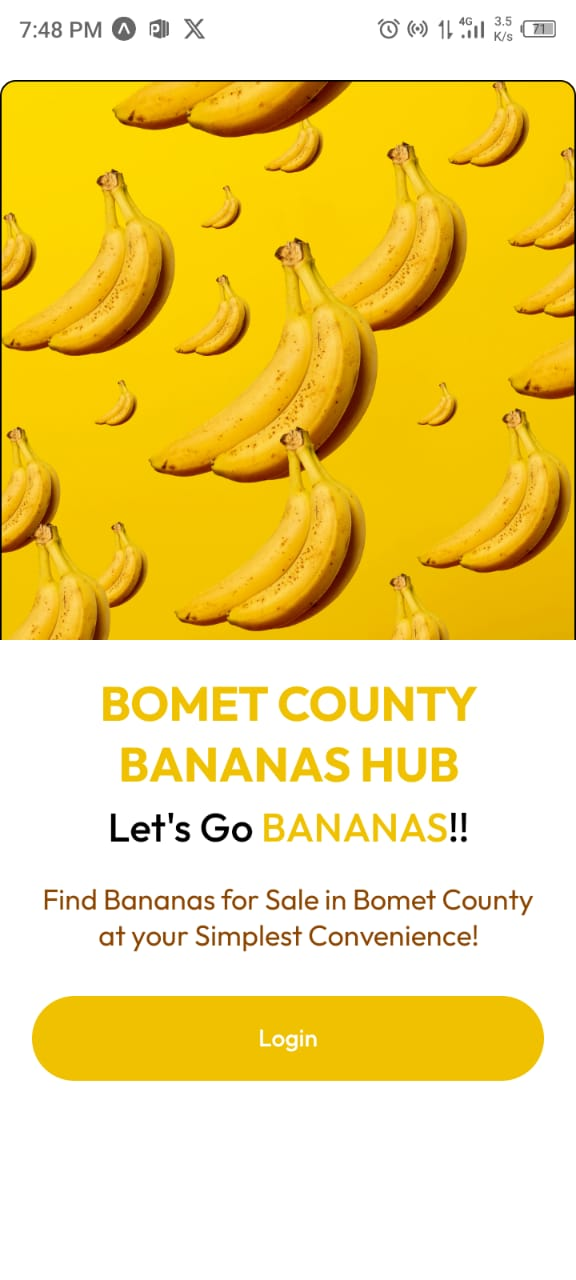 7:48 PM
4G
3.5
K/s
71
BOMET COUNTY
BANANAS HUB
Let's Go BANANAS!!
Find Bananas for Sale in Bomet County
at your Simplest Convenience!
Login